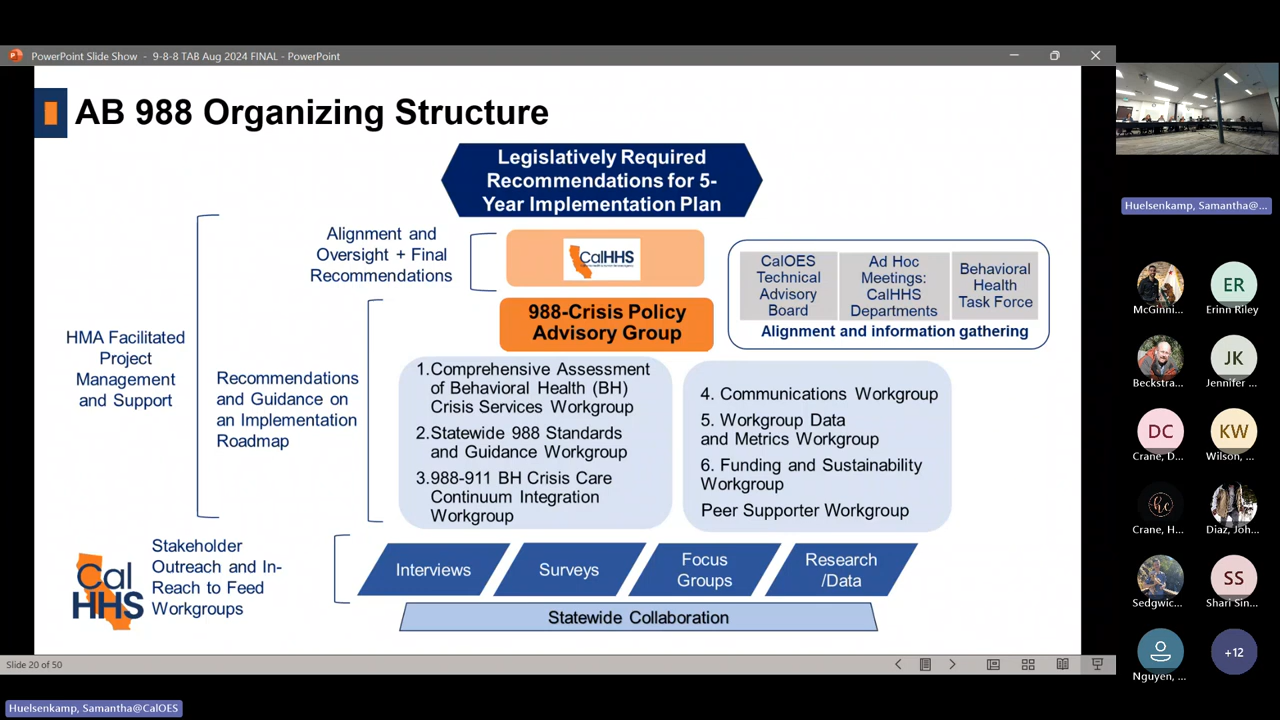 PowerPoint Slide Show - 9-8-8 TAB Aug 2024 FINAL - PowerPoint
AB 988 Organizing Structure
Legislatively Required
Recommendations for 5-
Year Implementation Plan
Alignment and
Oversight + Final
Recommendations
CalHHS
988-Crisis Policy
Advisory Group
CalOES
Technical
Advisory
Board
Ad Hoc
Meetings:
CalHHS
Departments
Behavioral
Health
Task Force
Alignment and information gathering
HMA Facilitated
Project
Management
and Support
Recommendations
and Guidance on
an Implementation
Roadmap
1.Comprehensive Assessment
of Behavioral Health (BH)
Crisis Services Workgroup
2.Statewide 988 Standards
and Guidance Workgroup
3.988-911 BH Crisis Care
Continuum Integration
Workgroup
4. Communications Workgroup
5. Workgroup Data
and Metrics Workgroup
6. Funding and Sustainability
Workgroup
Peer Supporter Workgroup
Stakeholder
Outreach and In-
Reach to Feed
Workgroups
Cal
HHS
Interviews
Surveys
Focus
Groups
Research
/Data
Statewide Collaboration
Slide 20 of 50
Huelsenkamp, Samantha@CalOES
Huelsenkamp, Samantha@...
McGinni...
ER
Erinn Riley
Beckstra...
JK
Jennifer ...
DC
Crane, D...
KW
Wilson, ...
hc
Crane, H...
Diaz, Joh...
Sedgwic...
SS
Shari Sin...
Nguyen, ...
+12